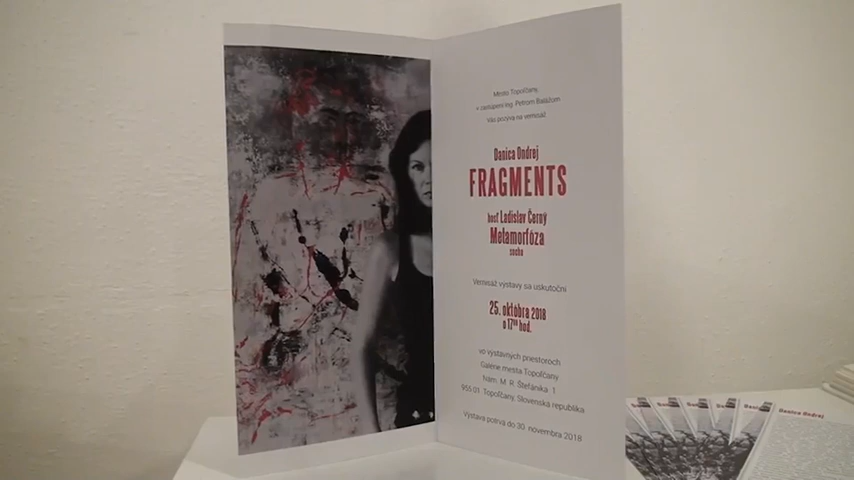 Mesto Topoľčany
v zastúpení Ing. Petrom Balážom
Vás pozýva na vernisáž
Danica Ondrej
FRAGMENTS
hosť Ladislav Černý
Metamorfóza
socha
Vernisáž výstavy sa uskutoční
25. októbra 2018
o 17⁰⁰ hod.
vo výstavných priestoroch
Galérie mesta Topoľčany
Nám. M. R. Štefánika 1
955 01 Topoľčany, Slovenská republika
Výstava potrvá do 30. novembra 2018
Danica Ondrej